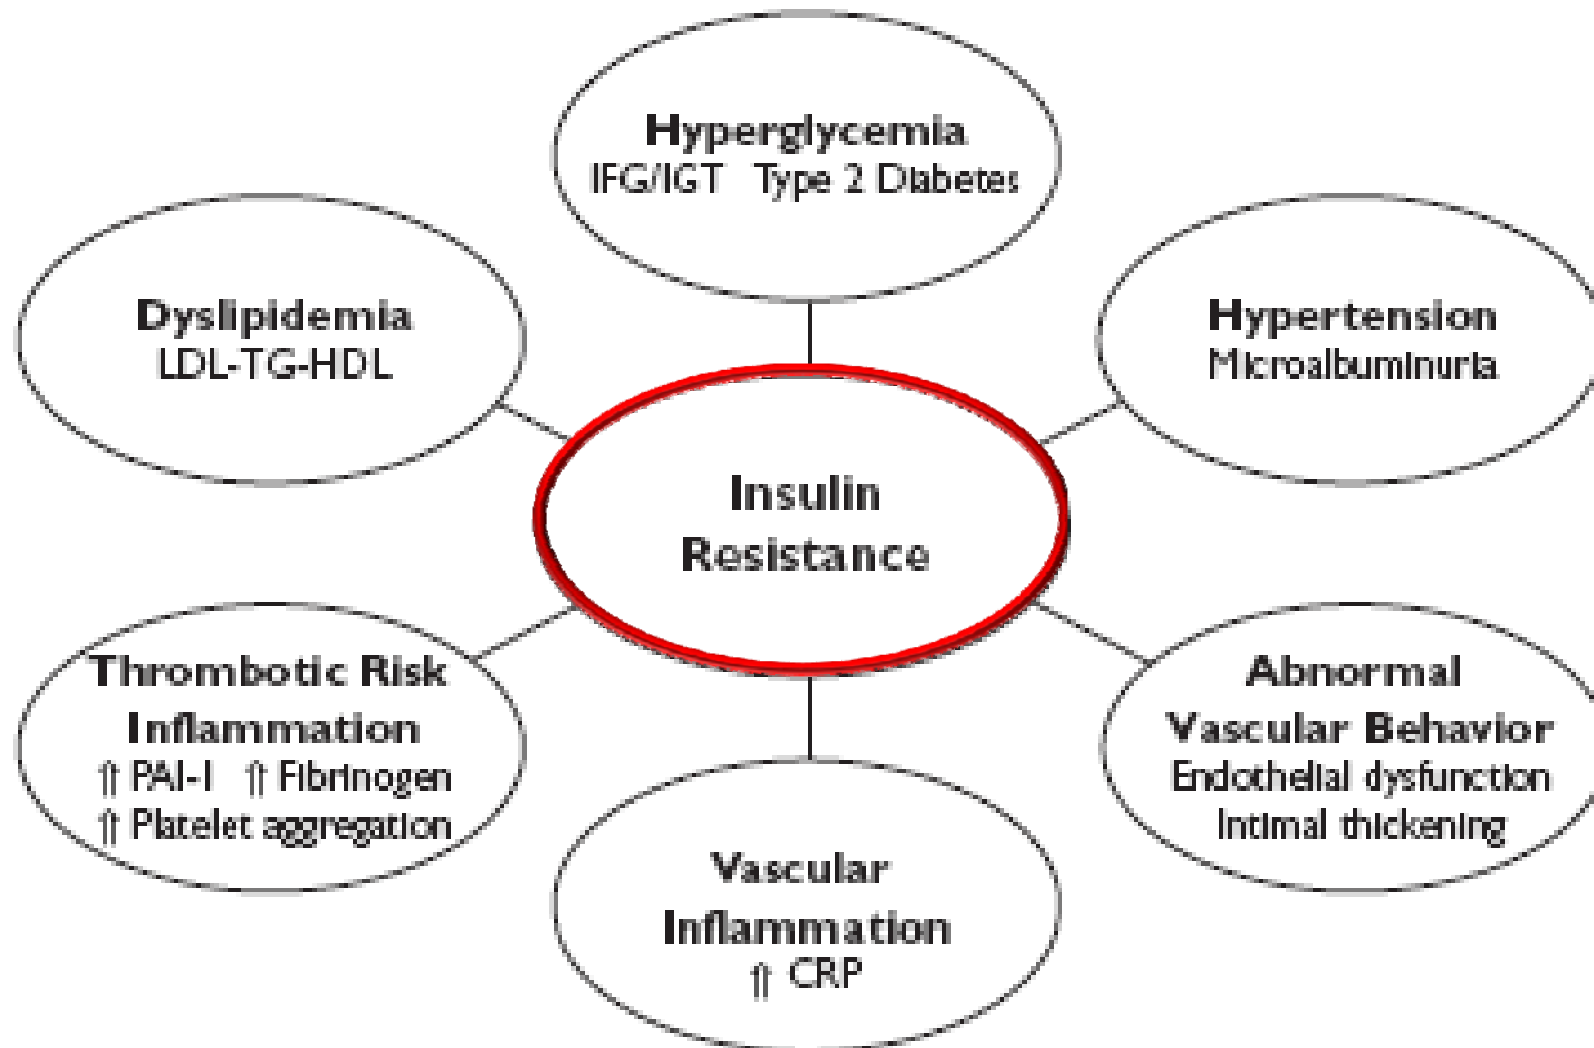 Hyperglycemia
IFG/IGT Type 2 Diabetes
Dyslipidemia
LDL-TG-HDL
Hypertension
Microalbuminuria
Insulin
Resistance
Thrombotic Risk
Inflammation
⇑ PAI-1 ⇑ Fibrinogen
⇑ Platelet aggregation
Abnormal
Vascular Behavior
Endothelial dysfunction
Intimal thickening
Vascular
Inflammation
⇑ CRP